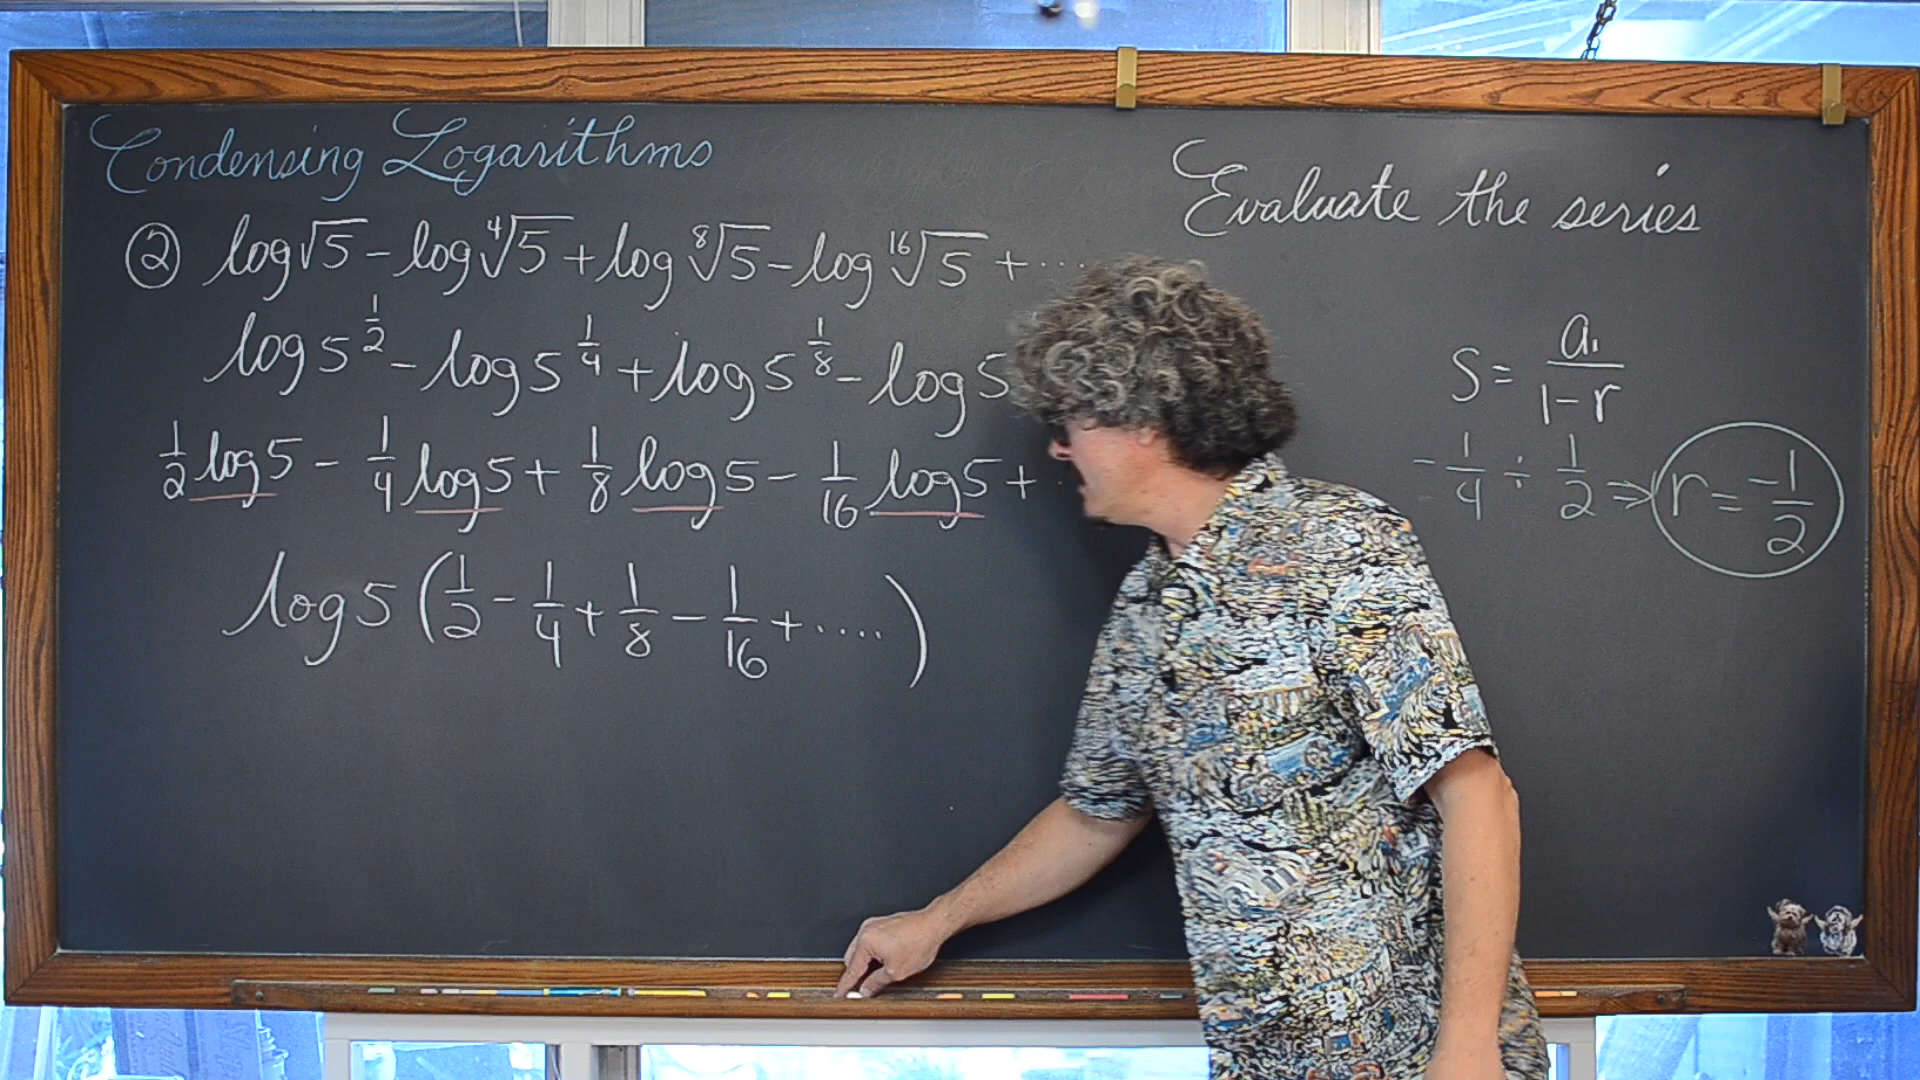 Condensing Logarithms
② log√5 - log∜5 + log ⁸√5 - log ¹⁶√5 + ....
log 5^(1/2) - log 5^(1/4) + log 5^(1/8) - log 5
1/2 log 5 - 1/4 log 5 + 1/8 log 5 - 1/16 log 5 +
log 5 (1/2 - 1/4 + 1/8 - 1/16 + ....)
Evaluate the series
S = a₁/(1-r)
-1/4 ÷ 1/2 ⇒ r = -1/2